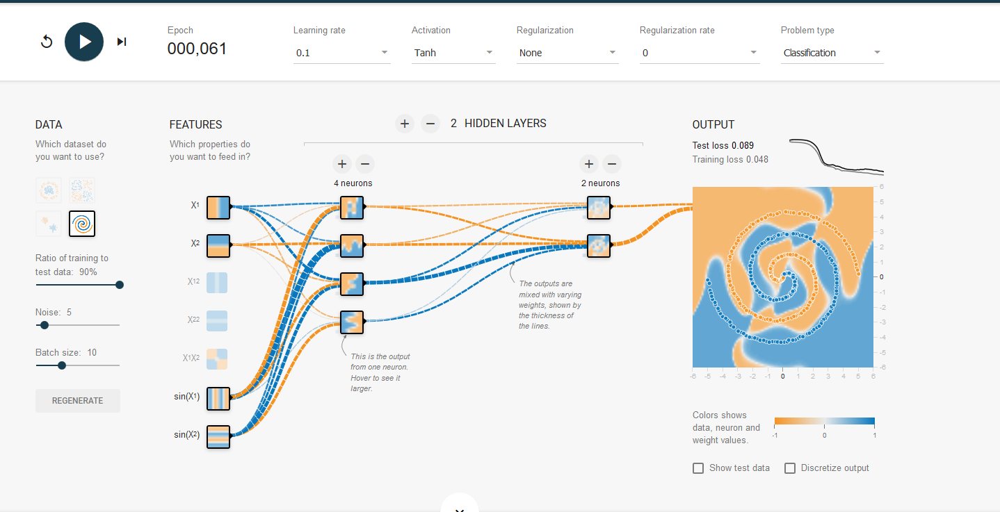 Epoch
000,061
Learning rate
0.1
Activation
Tanh
Regularization
None
Regularization rate
0
Problem type
Classification
DATA
Which dataset do
you want to use?
Ratio of training to
test data: 90%
Noise: 5
Batch size: 10
REGENERATE
FEATURES
Which properties do
you want to feed in?
X1
X2
X12
X22
X1X2
sin(X1)
sin(X2)
+ − 2 HIDDEN LAYERS
+ −
4 neurons
+ −
2 neurons
The outputs are
mixed with varying
weights, shown by
the thickness of
the lines.
This is the output
from one neuron.
Hover to see it
larger.
OUTPUT
Test loss 0.089
Training loss 0.048
6
5
4
3
2
1
0
-1
-2
-3
-4
-5
-6
-6 -5 -4 -3 -2 -1 0 1 2 3 4 5 6
Colors shows
data, neuron and
weight values.
-1 0 1
Show test data
Discretize output